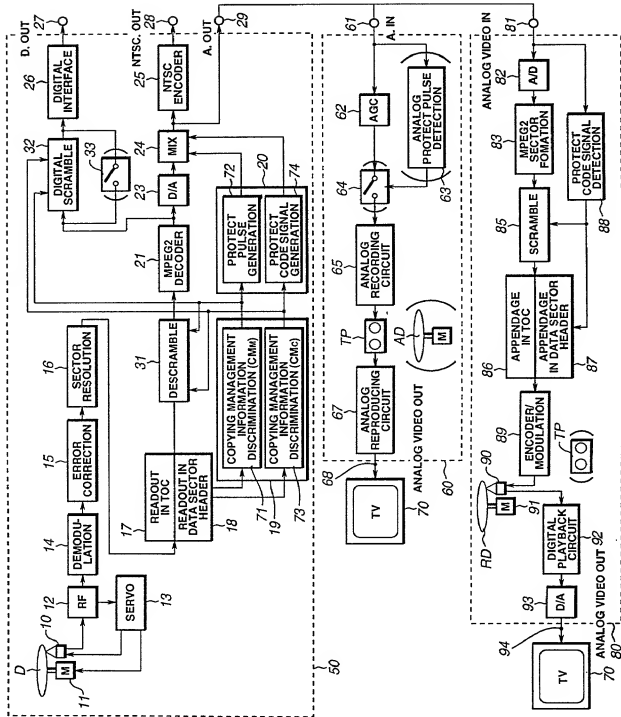 D
10
M
11
RF
12
SERVO
13
DEMODU-
LATION
14
ERROR
CORRECTION
15
SECTOR
RESOLUTION
16
READOUT IN
TOC
17
READOUT IN
DATA SECTOR
HEADER
18
19
COPYING MANAGEMENT
INFORMATION
DISCRIMINATION (CMM)
71
COPYING MANAGEMENT
INFORMATION
DISCRIMINATION (CMC)
73
DESCRAMBLE
31
MPEG2
DECODER
21
D/A
23
MIX
24
PROTECT
PULSE
GENERATION
72
20
PROTECT
CODE SIGNAL
GENERATION
74
DIGITAL
SCRAMBLE
32
33
DIGITAL
INTERFACE
26
D. OUT
27
NTSC
ENCODER
25
NTSC. OUT
28
A. OUT
29
50
61
A. IN
AGC
62
ANALOG
PROTECT PULSE
DETECTION
63
64
ANALOG
RECORDING
CIRCUIT
65
TP
AD
M
ANALOG
REPRODUCING
CIRCUIT
67
68
ANALOG VIDEO OUT
60
TV
70
81
ANALOG VIDEO IN
A/D
82
MPEG2
SECTOR
FOMATION
83
SCRAMBLE
85
PROTECT
CODE SIGNAL
DETECTION
88
APPENDAGE
IN TOC
86
APPENDAGE
IN DATA SECTOR
HEADER
87
ENCODER/
MODULATION
89
TP
90
RD
M
91
DIGITAL
PLAYBACK
CIRCUIT
92
D/A
93
94
ANALOG VIDEO OUT
80
TV
70